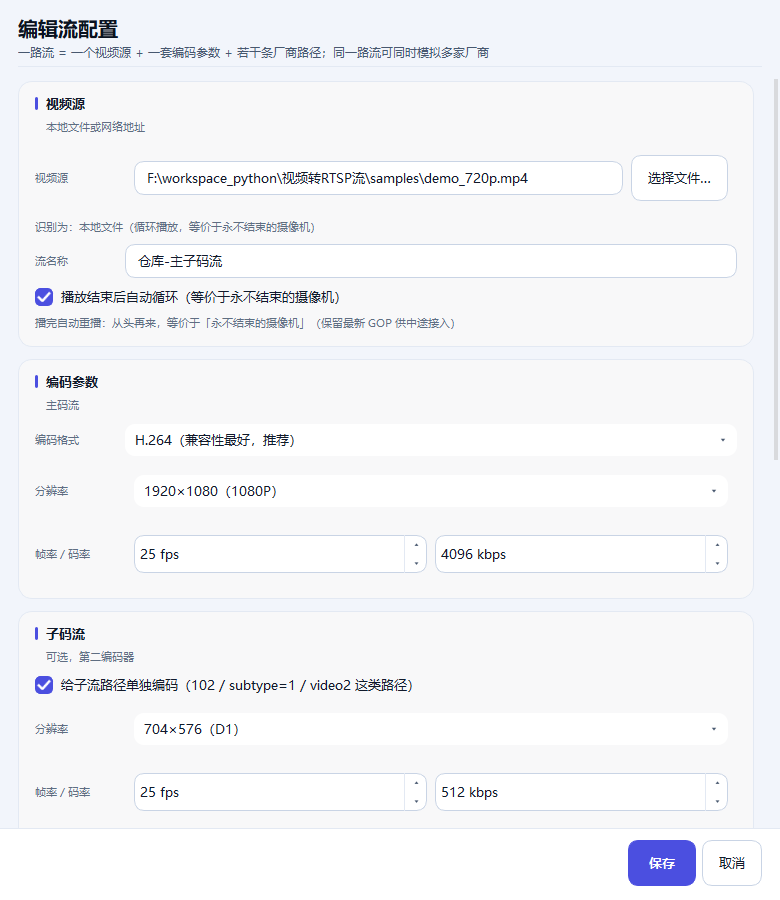 编辑流配置
一路流 = 一个视频源 + 一套编码参数 + 若干条厂商路径；同一路流可同时模拟多家厂商
视频源
本地文件或网络地址
视频源 F:\workspace_python\视频转RTSP流\samples\demo_720p.mp4 选择文件...
识别为：本地文件（循环播放，等价于永不结束的摄像机）
流名称 仓库-主子码流
播放结束后自动循环（等价于永不结束的摄像机）
播完自动重播：从头再来，等价于「永不结束的摄像机」（保留最新 GOP 供中途接入）
编码参数
主码流
编码格式 H.264（兼容性最好，推荐）
分辨率 1920×1080（1080P）
帧率 / 码率 25 fps 4096 kbps
子码流
可选，第二编码器
给子流路径单独编码（102 / subtype=1 / video2 这类路径）
分辨率 704×576（D1）
帧率 / 码率 25 fps 512 kbps
保存 取消